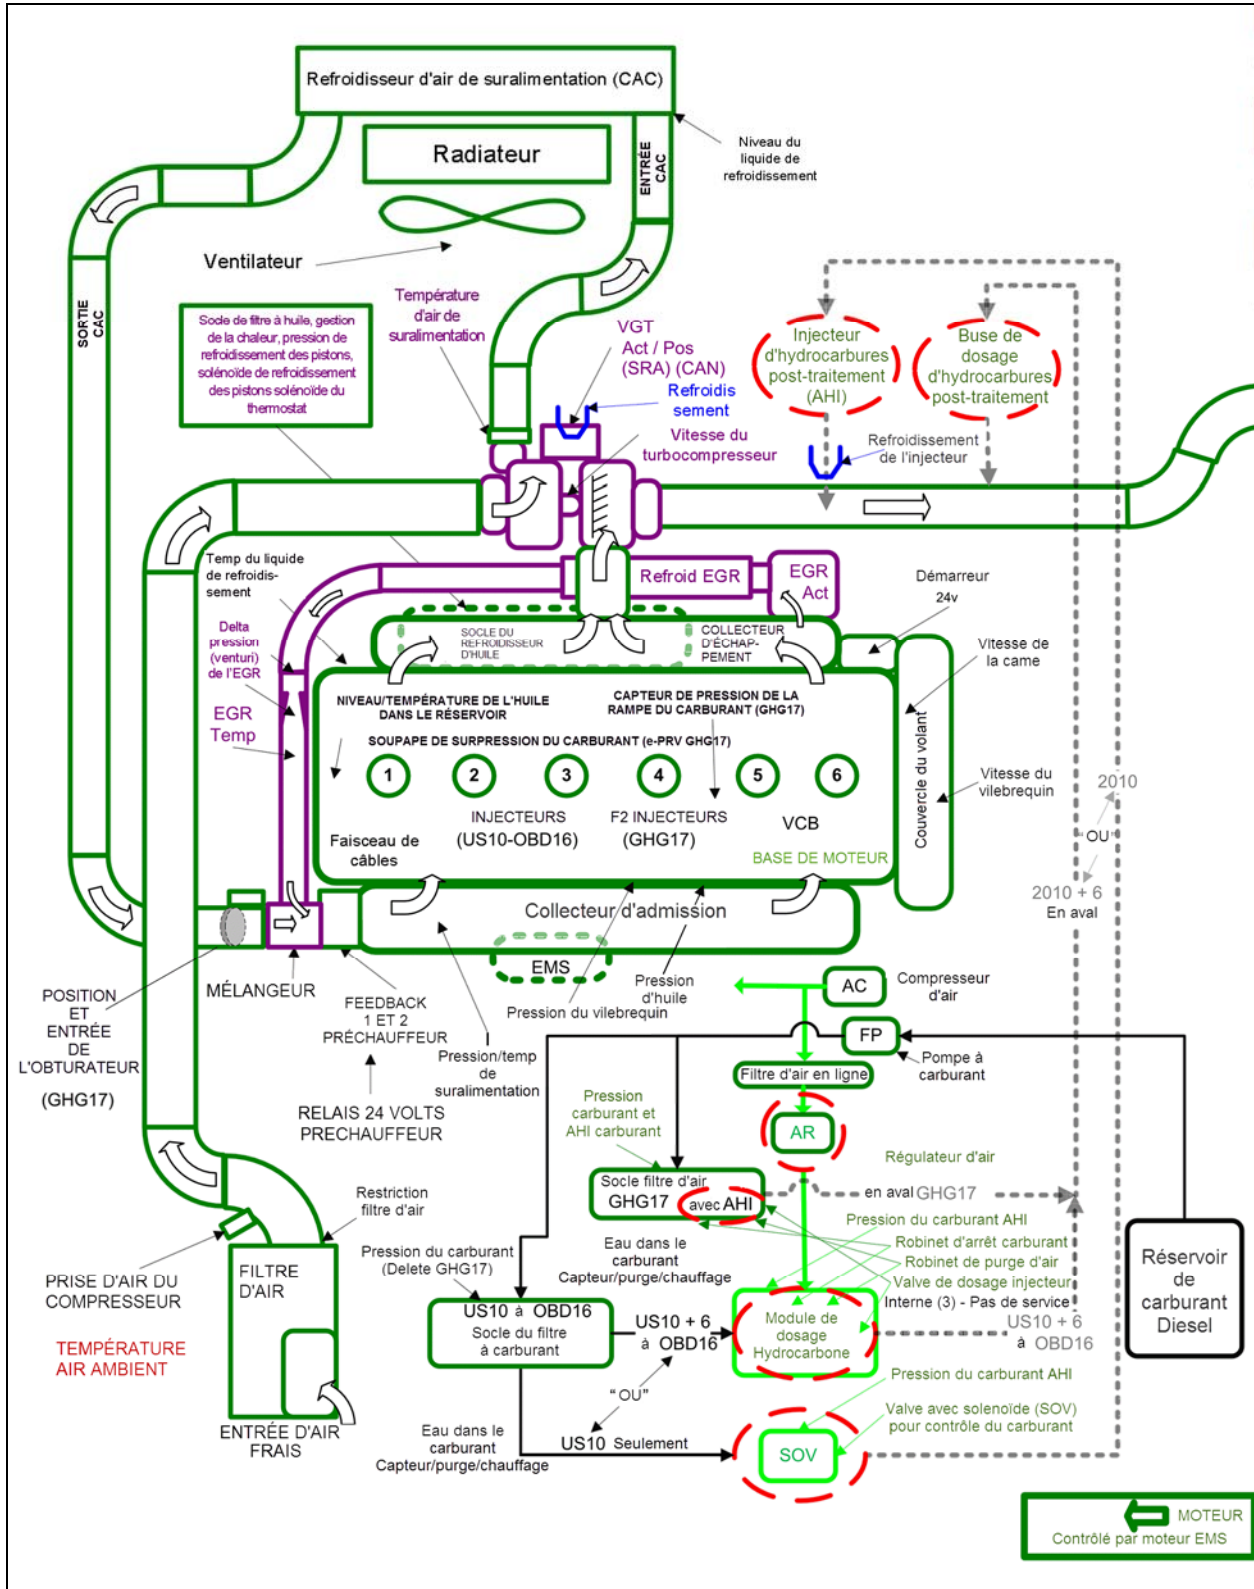 Refroidisseur d'air de suralimentation (CAC)
Radiateur
ENTRÉE
CAC
Niveau du
liquide de
refroidissement
Ventilateur
SORTIE
CAC
Température
d'air de
suralimentation
VGT
Act / Pos
(SRA) (CAN)
Refroidis
sement
Vitesse du
turbocompresseur
Socle de filtre à huile, gestion
de la chaleur, pression de
refroidissement des pistons,
solénoïde de refroidissement
des pistons solénoïde du
thermostat
Injecteur
d'hydrocarbures
post-traitement
(AHI)
Buse de
dosage
d'hydrocarbures
post-traitement
Refroidissement
de l'injecteur
Temp du liquide
de refroidis-
sement
Refroid EGR
EGR
Act
Démarreur
24v
Delta
pression
(venturi)
de l'EGR
EGR
Temp
SOCLE DU
REFROIDISSEUR
D'HUILE
COLLECTEUR
D'ÉCHAP-
PEMENT
Vitesse de
la came
NIVEAU/TEMPÉRATURE DE L'HUILE
DANS LE RÉSERVOIR
CAPTEUR DE PRESSION DE LA
RAMPE DU CARBURANT (GHG17)
SOUPAPE DE SURPRESSION DU CARBURANT (e-PRV GHG17)
1 2 3 4 5 6
INJECTEURS
(US10-OBD16)
F2 INJECTEURS
(GHG17)
VCB
Faisceau de
câbles
BASE DE MOTEUR
Couvercle du volant
Vitesse du
vilebrequin
2010
"OU"
2010 + 6
En aval
Collecteur d'admission
EMS
MÉLANGEUR
POSITION
ET
ENTRÉE
DE
L'OBTURATEUR
(GHG17)
FEEDBACK
1 ET 2
PRÉCHAUFFEUR
RELAIS 24 VOLTS
PRECHAUFFEUR
Pression/temp
de
suralimentation
Pression du vilebrequin
Pression
d'huile
AC
Compresseur
d'air
FP
Pompe à
carburant
Filtre d'air en ligne
AR
Régulateur d'air
Pression
carburant et
AHI carburant
Socle filtre d'air
GHG17
avec AHI
en aval GHG17
Pression du carburant AHI
Robinet d'arrêt carburant
Robinet de purge d'air
Valve de dosage injecteur
Interne (3) - Pas de service
Eau dans le
carburant
Capteur/purge/chauffage
Restriction
filtre d'air
PRISE D'AIR DU
COMPRESSEUR
FILTRE
D'AIR
TEMPÉRATURE
AIR AMBIENT
ENTRÉE D'AIR
FRAIS
Pression du carburant
(Delete GHG17)
US10 à OBD16
Socle du filtre
à carburant
US10 + 6
à OBD16
Module de
dosage
Hydrocarbone
US10 + 6
à
OBD16
Réservoir
de
carburant
Diesel
"OU"
US10 Seulement
Eau dans le
carburant
Capteur/purge/chauffage
Pression du carburant AHI
Valve avec solenoïde (SOV)
pour contrôle du carburant
SOV
MOTEUR
Contrôlé par moteur EMS